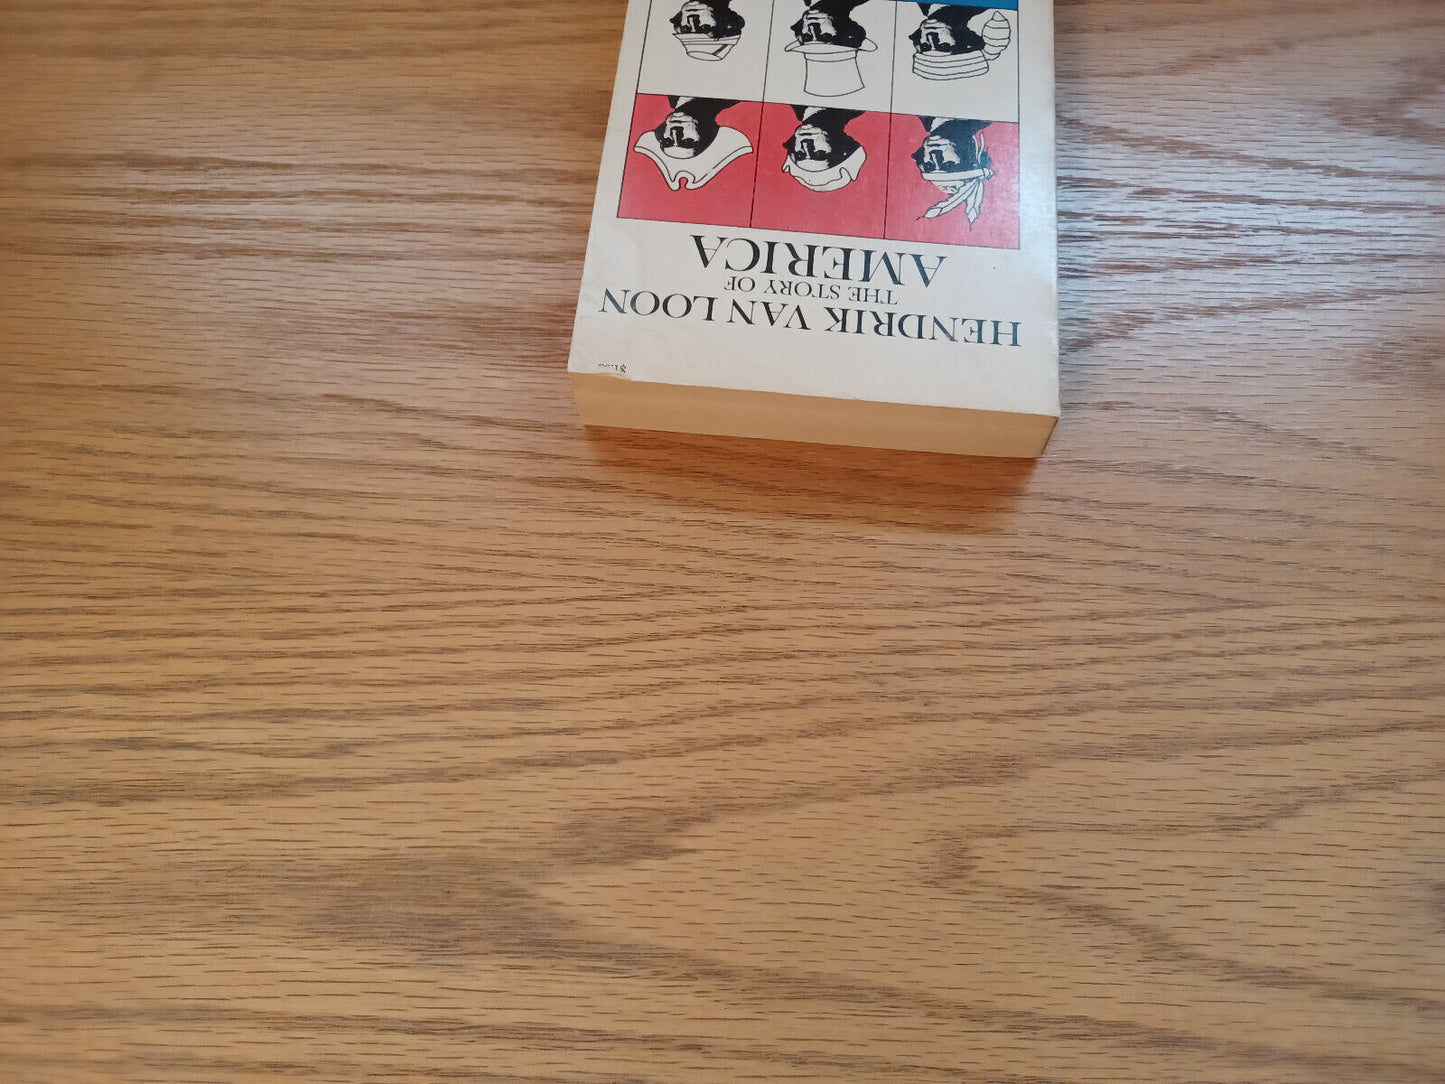 HENDRIK VAN LOON
THE STORY OF
AMERICA